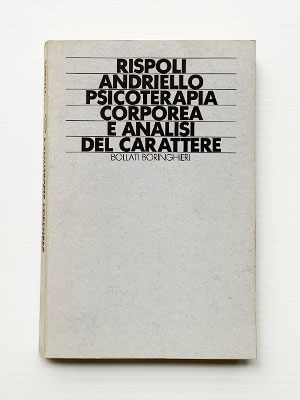 RISPOLI
ANDRIELLO
PSICOTERAPIA
CORPOREA
E ANALISI
DEL CARATTERE
BOLLATI BORINGHIERI